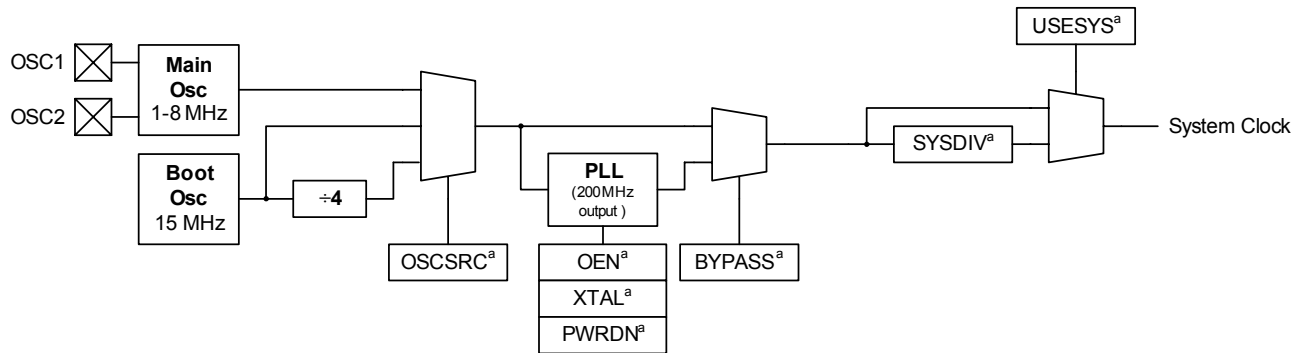 USESYSª
OSC1
Main
Osc
1-8 MHz
OSC2
System Clock
SYSDIVª
Boot
Osc
15 MHz
÷4
PLL
(200MHz
output )
OSCSRCª
OENª
BYPASSª
XTALª
PWRDNª